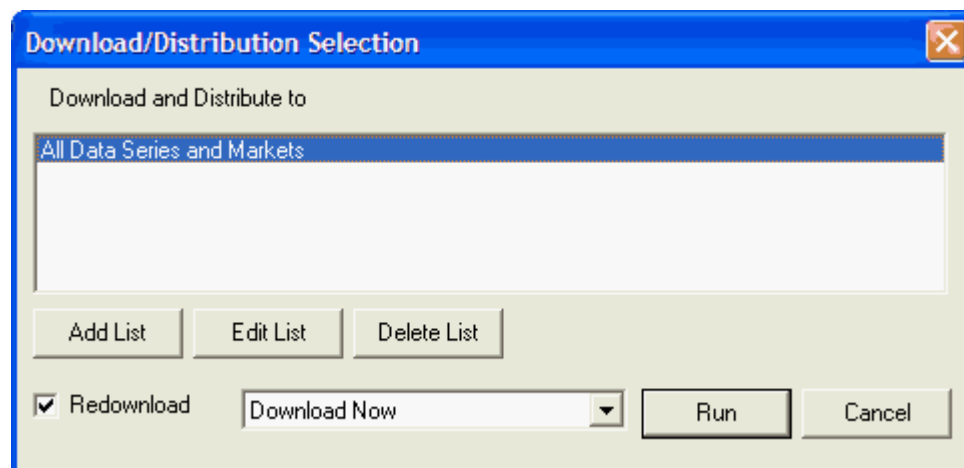 Download/Distribution Selection
Download and Distribute to
All Data Series and Markets
Add List Edit List Delete List
Redownload Download Now Run Cancel